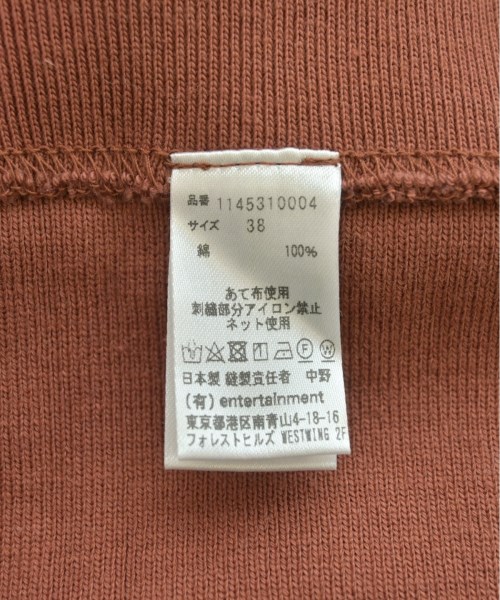 品番 1145310004
サイズ 38
綿 100%
あて布使用
刺繍部分アイロン禁止
ネット使用
F W
日本製 縫製責任者 中野
(有) entertainment
東京都港区南青山4-18-16
フォレストヒルズ WESTWING 2F